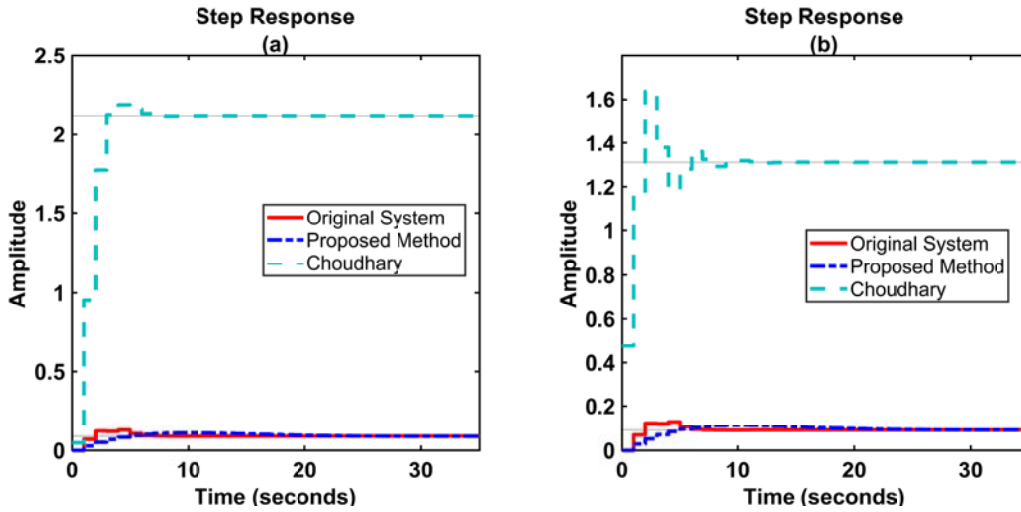 Step Response
(a)
2.5
2
1.5
1
0.5
0
Amplitude
Original System
Proposed Method
Choudhary
0
10
20
30
Time (seconds)
Step Response
(b)
1.6
1.4
1.2
1
0.8
0.6
0.4
0.2
0
Amplitude
Original System
Proposed Method
Choudhary
0
10
20
30
Time (seconds)